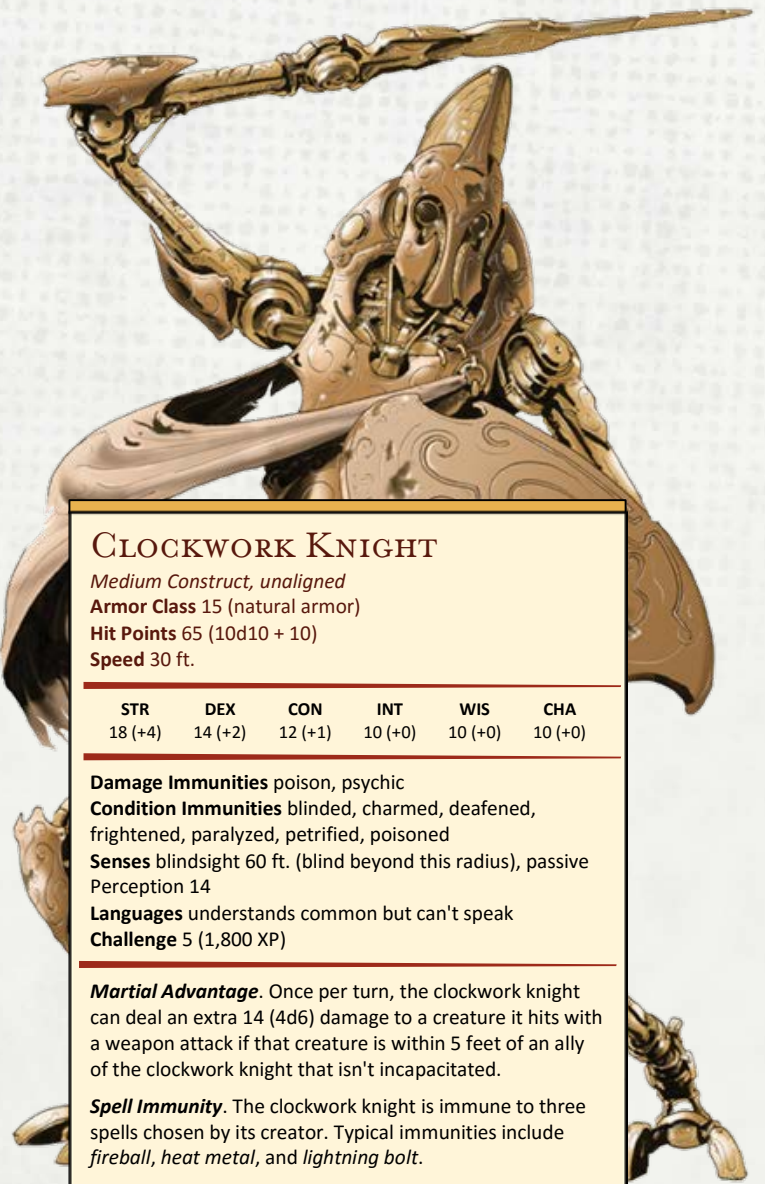 Clockwork Knight
Medium Construct, unaligned
Armor Class 15 (natural armor)
Hit Points 65 (10d10 + 10)
Speed 30 ft.
STR DEX CON INT WIS CHA
18 (+4) 14 (+2) 12 (+1) 10 (+0) 10 (+0) 10 (+0)
Damage Immunities poison, psychic
Condition Immunities blinded, charmed, deafened,
frightened, paralyzed, petrified, poisoned
Senses blindsight 60 ft. (blind beyond this radius), passive
Perception 14
Languages understands common but can't speak
Challenge 5 (1,800 XP)
Martial Advantage. Once per turn, the clockwork knight
can deal an extra 14 (4d6) damage to a creature it hits with
a weapon attack if that creature is within 5 feet of an ally
of the clockwork knight that isn't incapacitated.
Spell Immunity. The clockwork knight is immune to three
spells chosen by its creator. Typical immunities include
fireball, heat metal, and lightning bolt.